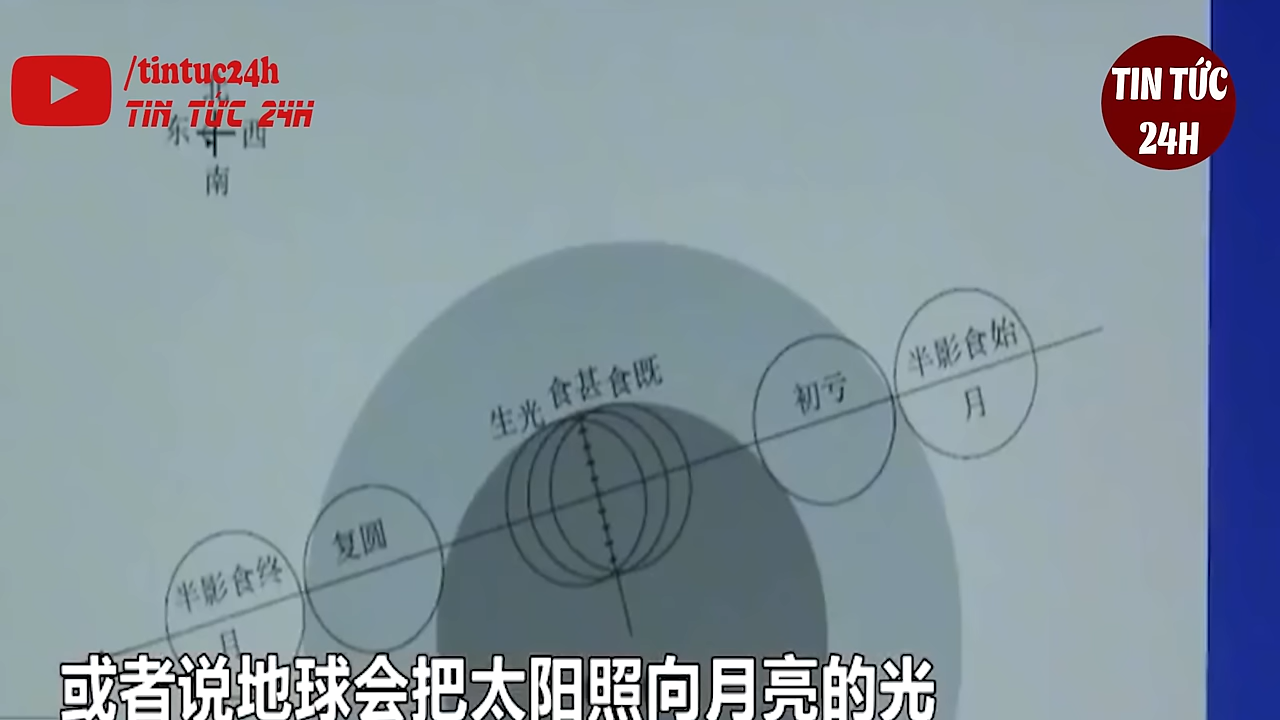 /tintuc24h
TIN TỨC 24H
TIN TỨC
24H
北
东
西
南
半影食始
月
初亏
食既
食甚
生光
复圆
半影食终
月
或者说地球会把太阳照向月亮的光